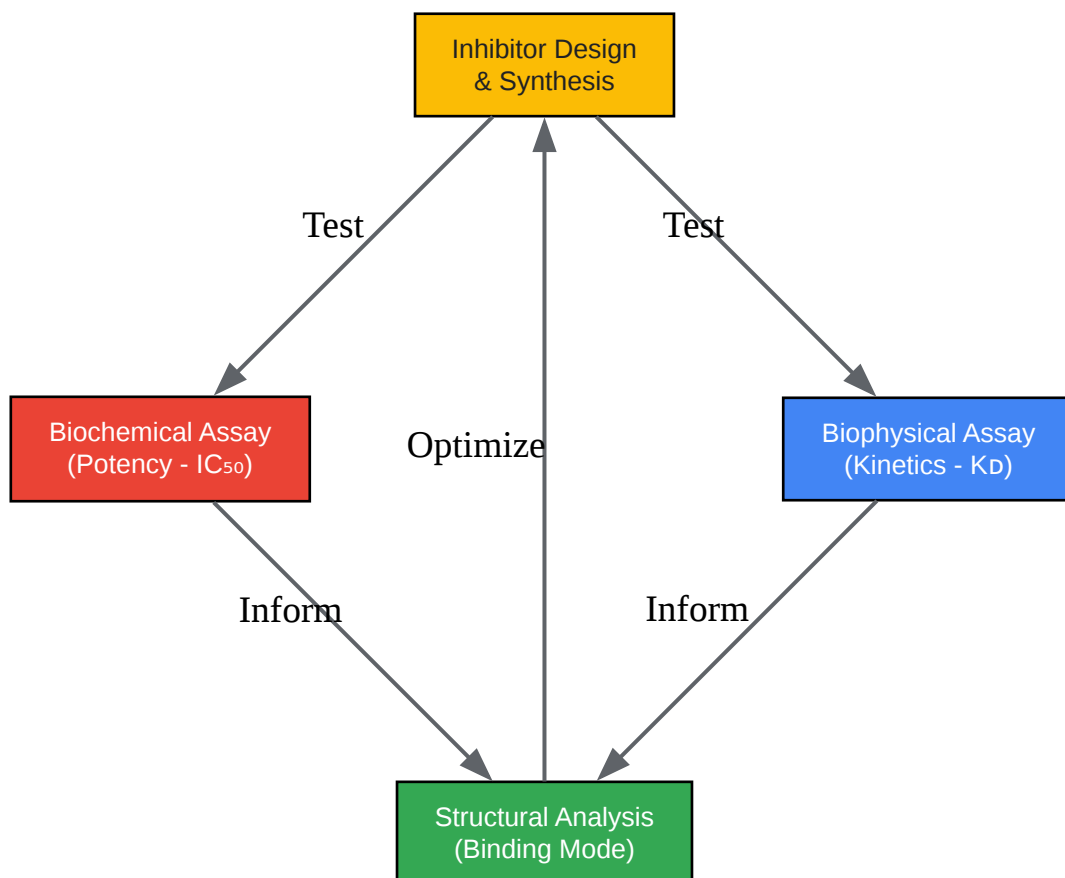 Inhibitor Design
& Synthesis
Test
Test
Biochemical Assay
(Potency - IC₅₀)
Optimize
Biophysical Assay
(Kinetics - Kᴅ)
Inform
Inform
Structural Analysis
(Binding Mode)